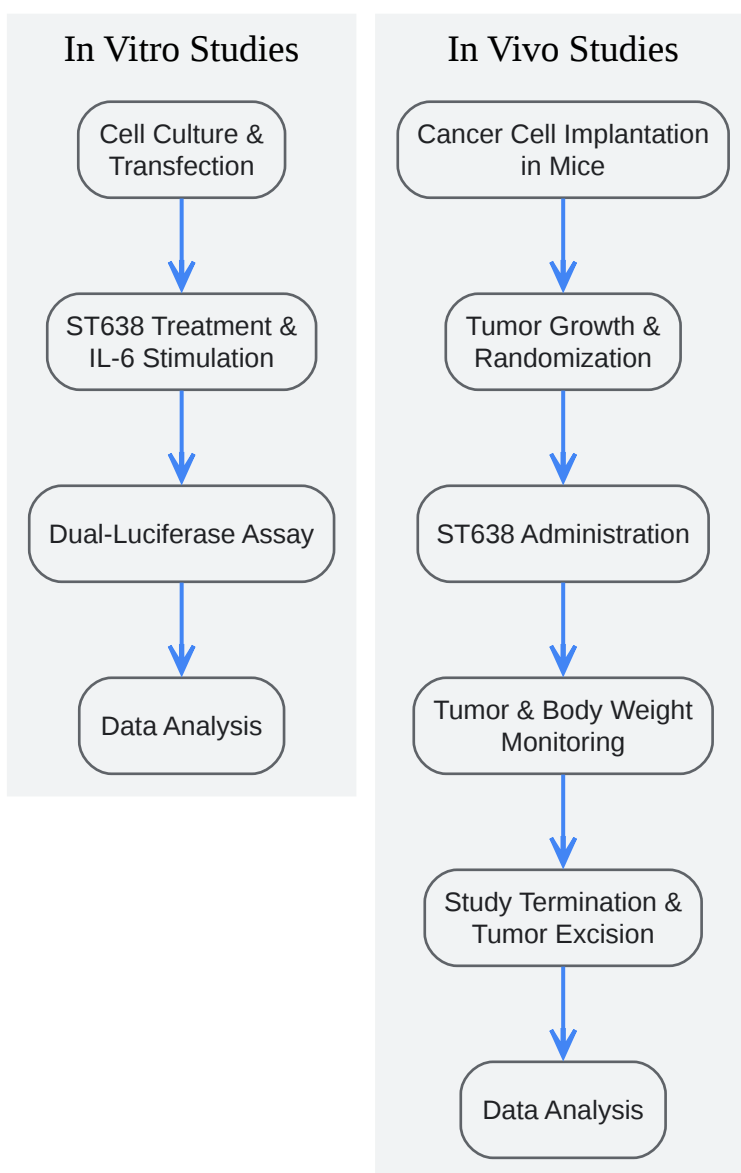 In Vitro Studies
Cell Culture &
Transfection
ST638 Treatment &
IL-6 Stimulation
Dual-Luciferase Assay
Data Analysis
In Vivo Studies
Cancer Cell Implantation
in Mice
Tumor Growth &
Randomization
ST638 Administration
Tumor & Body Weight
Monitoring
Study Termination &
Tumor Excision
Data Analysis